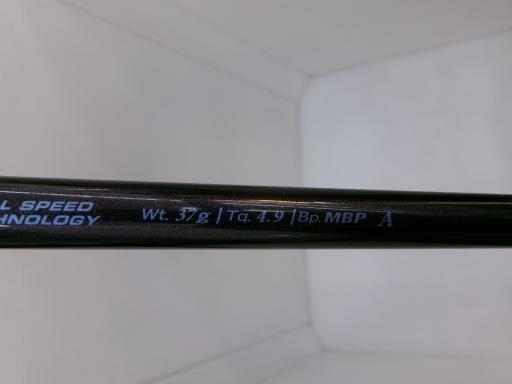 L SPEED
HNOLOGY
Wt. 37g | Tq. 4.9 | Bp. MBP A